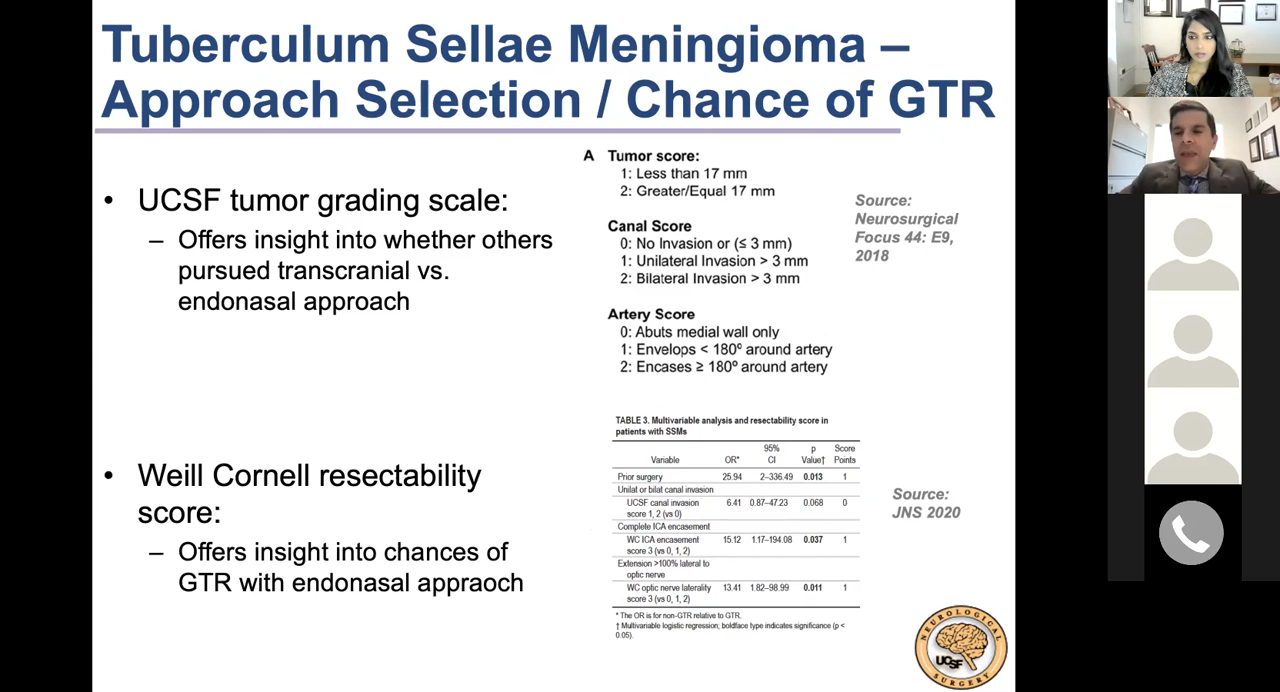 Tuberculum Sellae Meningioma –
Approach Selection / Chance of GTR
• UCSF tumor grading scale:
– Offers insight into whether others
pursued transcranial vs.
endonasal approach
A Tumor score:
1: Less than 17 mm
2: Greater/Equal 17 mm
Canal Score
0: No Invasion or (≤ 3 mm)
1: Unilateral Invasion > 3 mm
2: Bilateral Invasion > 3 mm
Artery Score
0: Abuts medial wall only
1: Envelops < 180º around artery
2: Encases ≥ 180º around artery
Source:
Neurosurgical
Focus 44: E9,
2018
• Weill Cornell resectability
score:
– Offers insight into chances of
GTR with endonasal appraoch
TABLE 3. Multivariable analysis and resectability score in
patients with SSMs
Variable OR* 95% CI p Value† Score Points
Prior surgery 25.94 2–336.49 0.013 1
Unilat or bilat canal invasion
UCSF canal invasion 6.41 0.87–47.23 0.068 0
score 1, 2 (vs 0)
Complete ICA encasement
WC ICA encasement 15.12 1.17–194.08 0.037 1
score 3 (vs 0, 1, 2)
Extension >100% lateral to
optic nerve
WC optic nerve laterality 13.41 1.82–98.99 0.011 1
score 3 (vs 0, 1, 2)
* The OR is for non-GTR relative to GTR.
† Multivariable logistic regression; boldface type indicates significance (p <
0.05).
Source:
JNS 2020
NEUROLOGICAL
UCSF
SURGERY